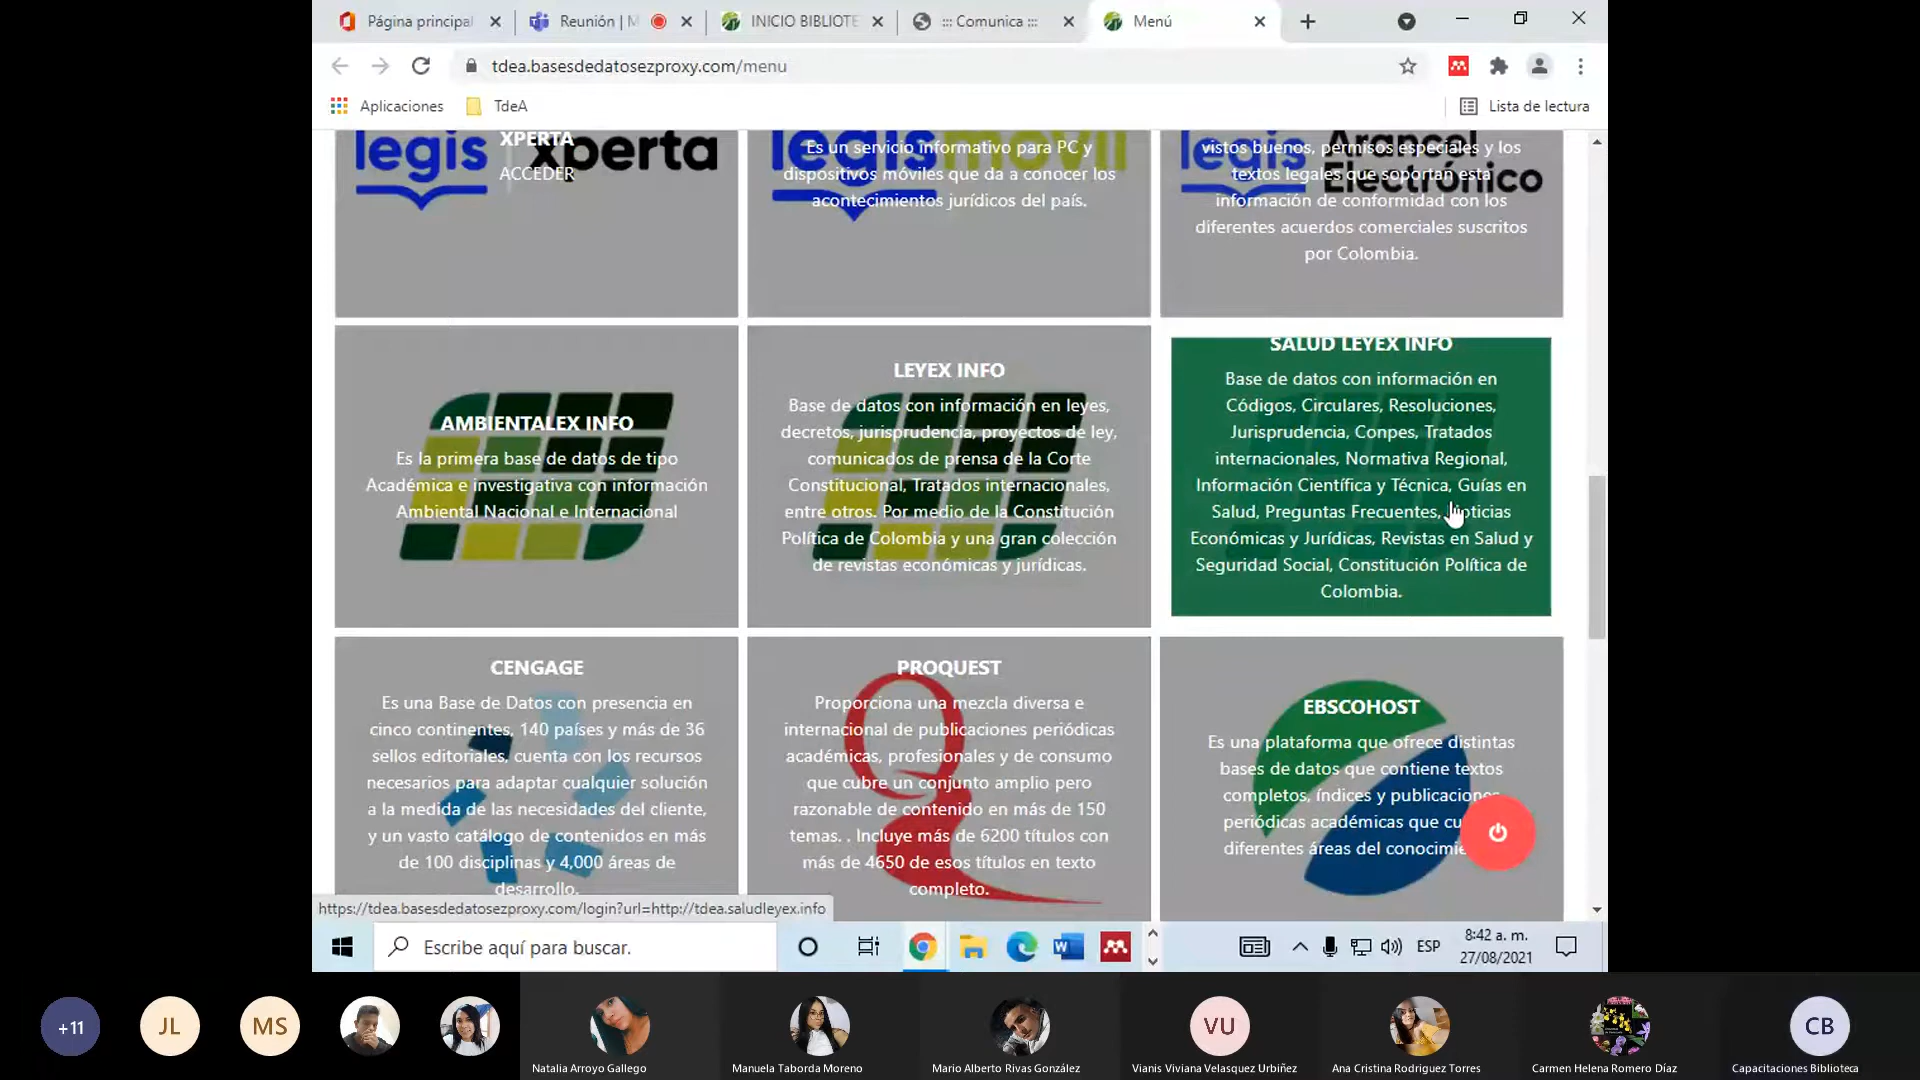 Página principal
Reunión | M
INICIO BIBLIOTE
::: Comunica :::
Menú
tdea.basesdedatosezproxy.com/menu
Aplicaciones
TdeA
Lista de lectura
legis xperta
XPERTA
ACCEDER
legis móvil
Es un servicio informativo para PC y
dispositivos móviles que da a conocer los
acontecimientos jurídicos del país.
legis Arancel
Electrónico
vistos buenos, permisos especiales y los
textos legales que soportan esta
información de conformidad con los
diferentes acuerdos comerciales suscritos
por Colombia.
AMBIENTALEX INFO
Es la primera base de datos de tipo
Académica e investigativa con información
Ambiental Nacional e Internacional
LEYEX INFO
Base de datos con información en leyes,
decretos, jurisprudencia, proyectos de ley,
comunicados de prensa de la Corte
Constitucional, Tratados internacionales,
entre otros. Por medio de la Constitución
Política de Colombia y una gran colección
de revistas económicas y jurídicas.
SALUD LEYEX INFO
Base de datos con información en
Códigos, Circulares, Resoluciones,
Jurisprudencia, Conpes, Tratados
internacionales, Normativa Regional,
Información Científica y Técnica, Guías en
Salud, Preguntas Frecuentes, Noticias
Económicas y Jurídicas, Revistas en Salud y
Seguridad Social, Constitución Política de
Colombia.
CENGAGE
Es una Base de Datos con presencia en
cinco continentes, 140 países y más de 36
sellos editoriales, cuenta con los recursos
necesarios para adaptar cualquier solución
a la medida de las necesidades del cliente,
y un vasto catálogo de contenidos en más
de 100 disciplinas y 4,000 áreas de
desarrollo.
PROQUEST
Proporciona una mezcla diversa e
internacional de publicaciones periódicas
académicas, profesionales y de consumo
que cubre un conjunto amplio pero
razonable de contenido en más de 150
temas. . Incluye más de 6200 títulos con
más de 4650 de esos títulos en texto
completo.
EBSCOHOST
Es una plataforma que ofrece distintas
bases de datos que contiene textos
completos, índices y publicaciones
periódicas académicas que cu
diferentes áreas del conocimie
https://tdea.basesdedatosezproxy.com/login?url=http://tdea.saludleyex.info
Escribe aquí para buscar.
ESP
8:42 a. m.
27/08/2021
+11
JL
MS
VU
CB
Natalia Arroyo Gallego
Manuela Taborda Moreno
Mario Alberto Rivas González
Vianis Viviana Velasquez Urbiñez
Ana Cristina Rodriguez Torres
Carmen Helena Romero Díaz
Capacitaciones Biblioteca